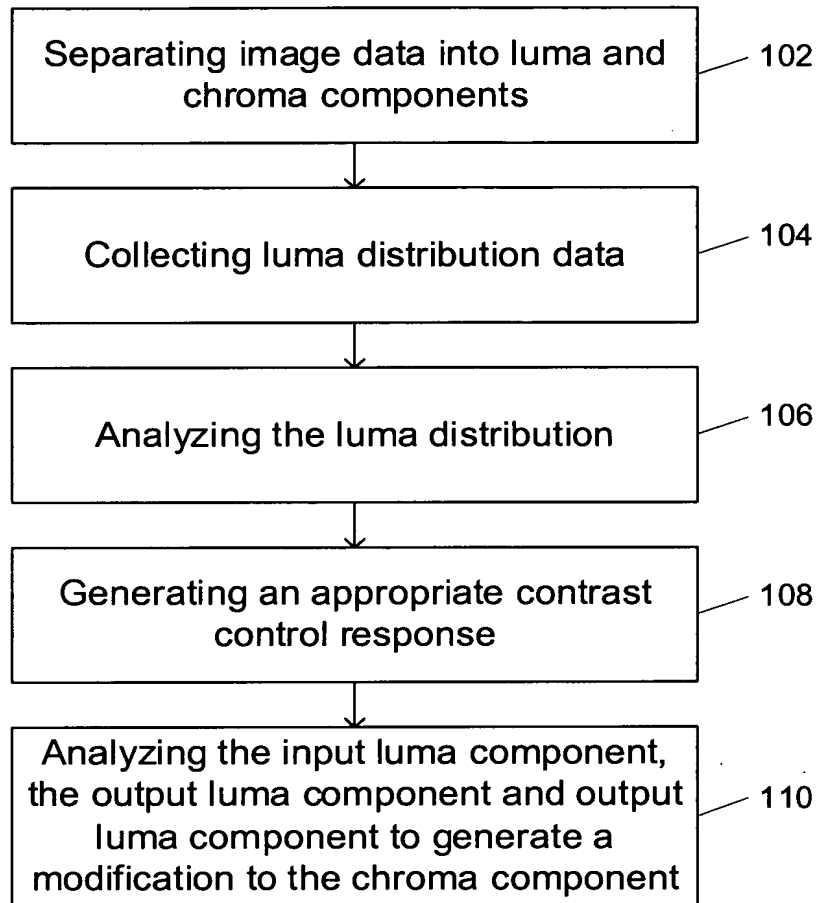 Separating image data into luma and
chroma components
102
Collecting luma distribution data
104
Analyzing the luma distribution
106
Generating an appropriate contrast
control response
108
Analyzing the input luma component,
the output luma component and output
luma component to generate a
modification to the chroma component
110